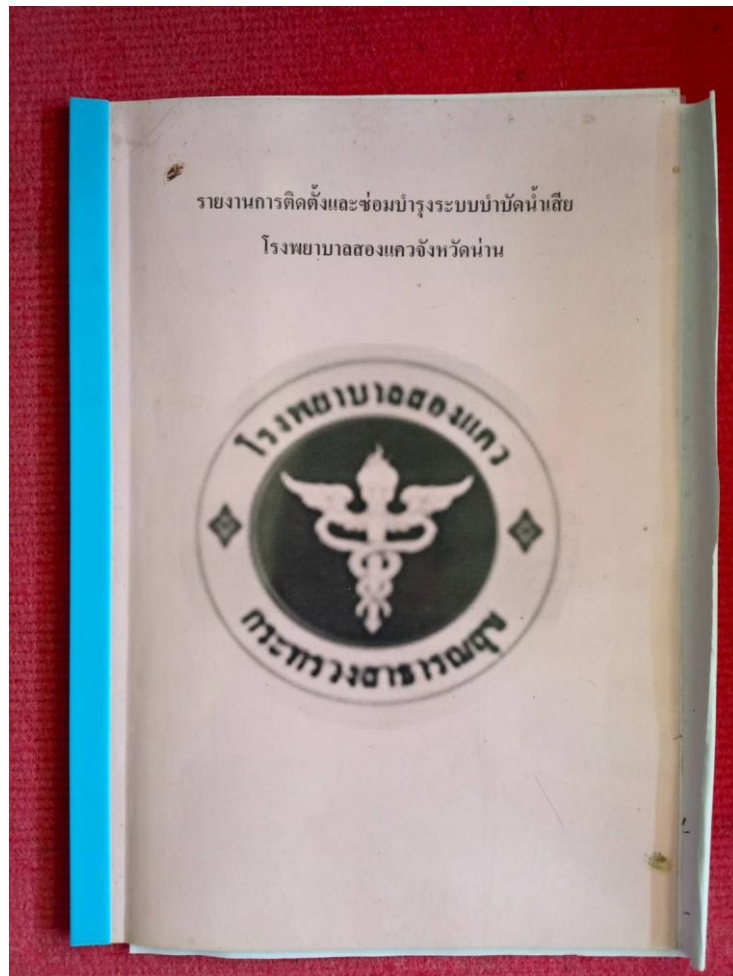 รายงานการติดตั้งและซ่อมบำรุงระบบบำบัดน้ำเสีย
โรงพยาบาลสองแควจังหวัดน่าน
โรงพยาบาลสองแคว
กระทรวงสาธารณสุข